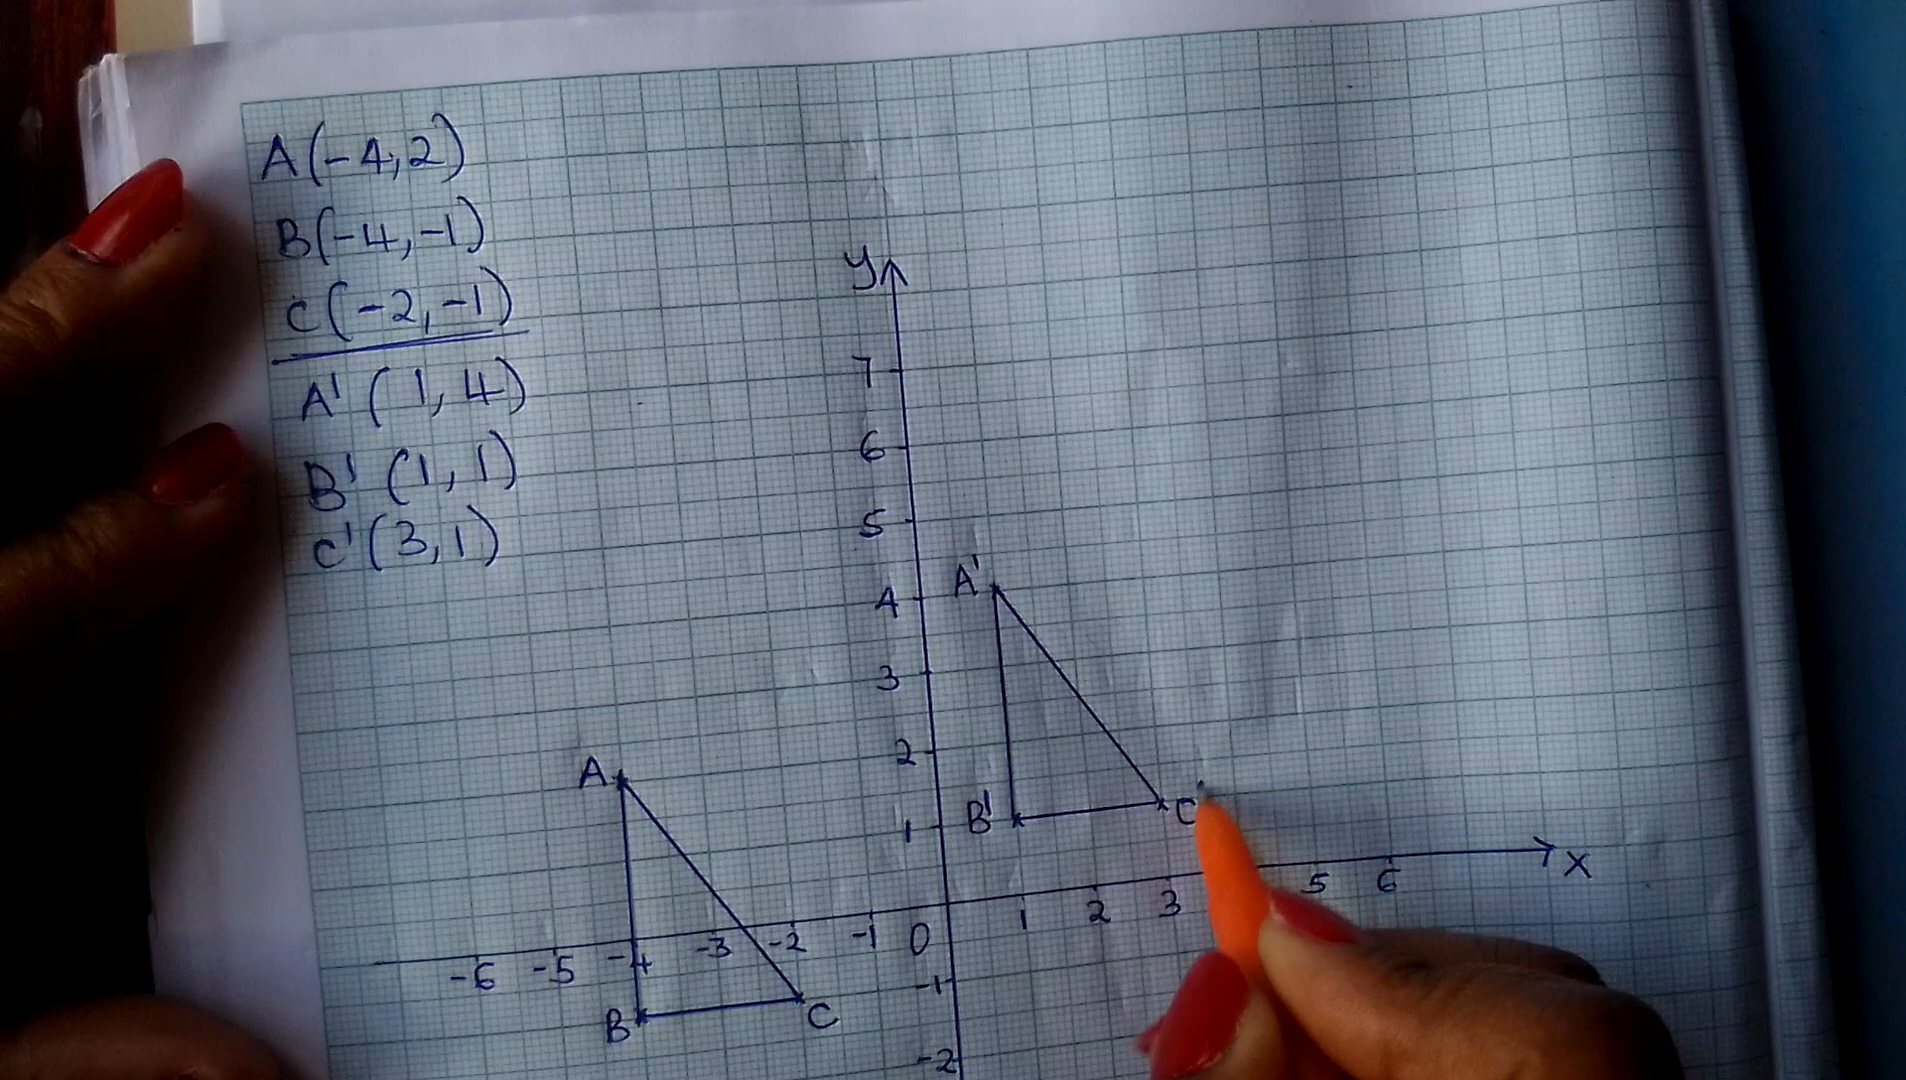 A(-4,2)
B(-4,-1)
C(-2,-1)
A'(1,4)
B'(1,1)
C'(3,1)
y
7
6
5
A'
4
3
2
A
B'
C
1
x
-6 -5 -4 -3 -2 -1 0 1 2 3 5 6
-1
B
C
-2